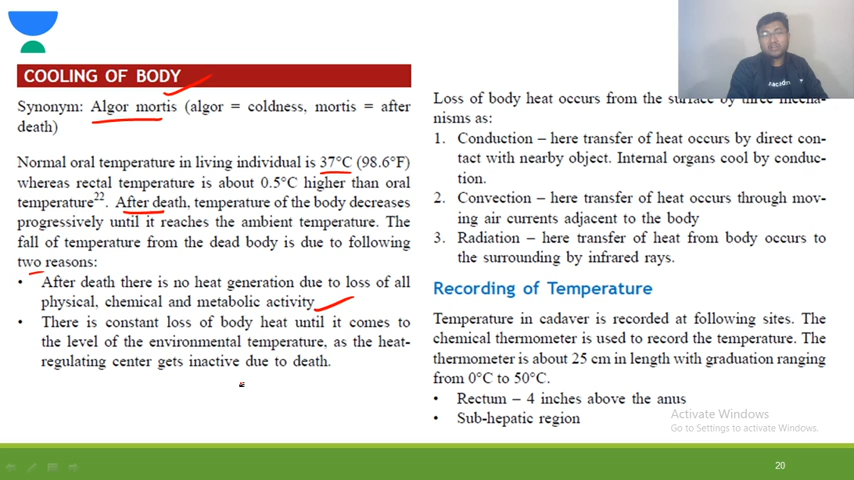 COOLING OF BODY
Synonym: Algor mortis (algor = coldness, mortis = after
death)
Normal oral temperature in living individual is 37°C (98.6°F)
whereas rectal temperature is about 0.5°C higher than oral
temperature22. After death, temperature of the body decreases
progressively until it reaches the ambient temperature. The
fall of temperature from the dead body is due to following
two reasons:
• After death there is no heat generation due to loss of all
physical, chemical and metabolic activity
• There is constant loss of body heat until it comes to
the level of the environmental temperature, as the heat-
regulating center gets inactive due to death.
Loss of body heat occurs from the surface by three mecha-
nisms as:
1. Conduction – here transfer of heat occurs by direct con-
tact with nearby object. Internal organs cool by conduc-
tion.
2. Convection – here transfer of heat occurs through mov-
ing air currents adjacent to the body
3. Radiation – here transfer of heat from body occurs to
the surrounding by infrared rays.
Recording of Temperature
Temperature in cadaver is recorded at following sites. The
chemical thermometer is used to record the temperature. The
thermometer is about 25 cm in length with graduation ranging
from 0°C to 50°C.
• Rectum – 4 inches above the anus
• Sub-hepatic region
Activate Windows
Go to Settings to activate Windows.
20